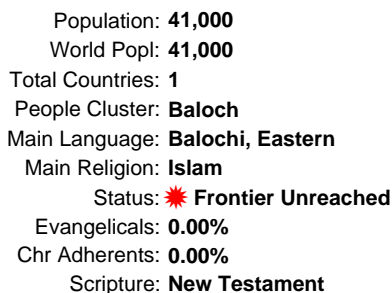 Population: 41,000
World Popl: 41,000
Total Countries: 1
People Cluster: Baloch
Main Language: Balochi, Eastern
Main Religion: Islam
Status: Frontier Unreached
Evangelicals: 0.00%
Chr Adherents: 0.00%
Scripture: New Testament